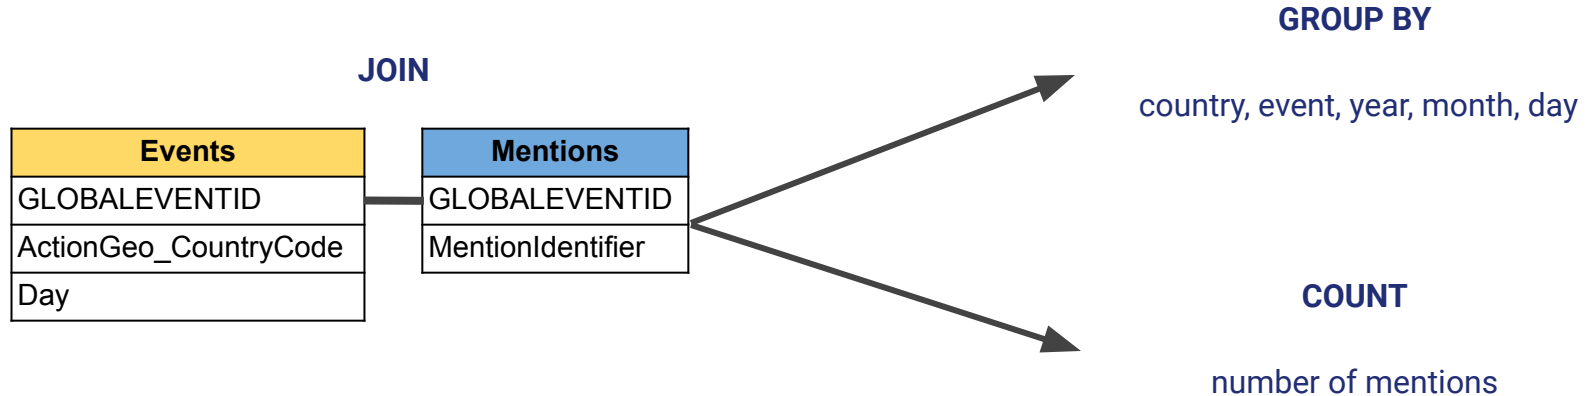 JOIN
Events
GLOBALEVENTID
ActionGeo_CountryCode
Day
Mentions
GLOBALEVENTID
MentionIdentifier
GROUP BY
country, event, year, month, day
COUNT
number of mentions